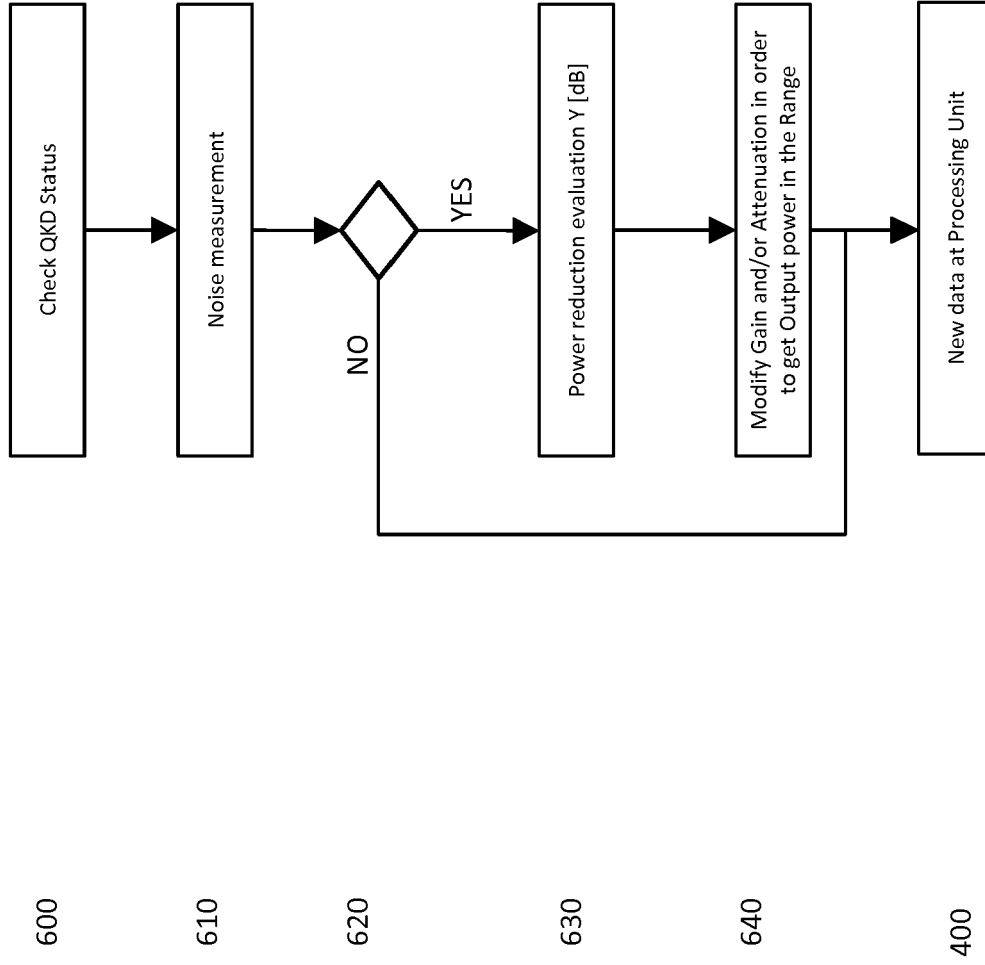 600
Check QKD Status
610
Noise measurement
620
NO
YES
630
Power reduction evaluation Y [dB]
640
Modify Gain and/or Attenuation in order
to get Output power in the Range
400
New data at Processing Unit